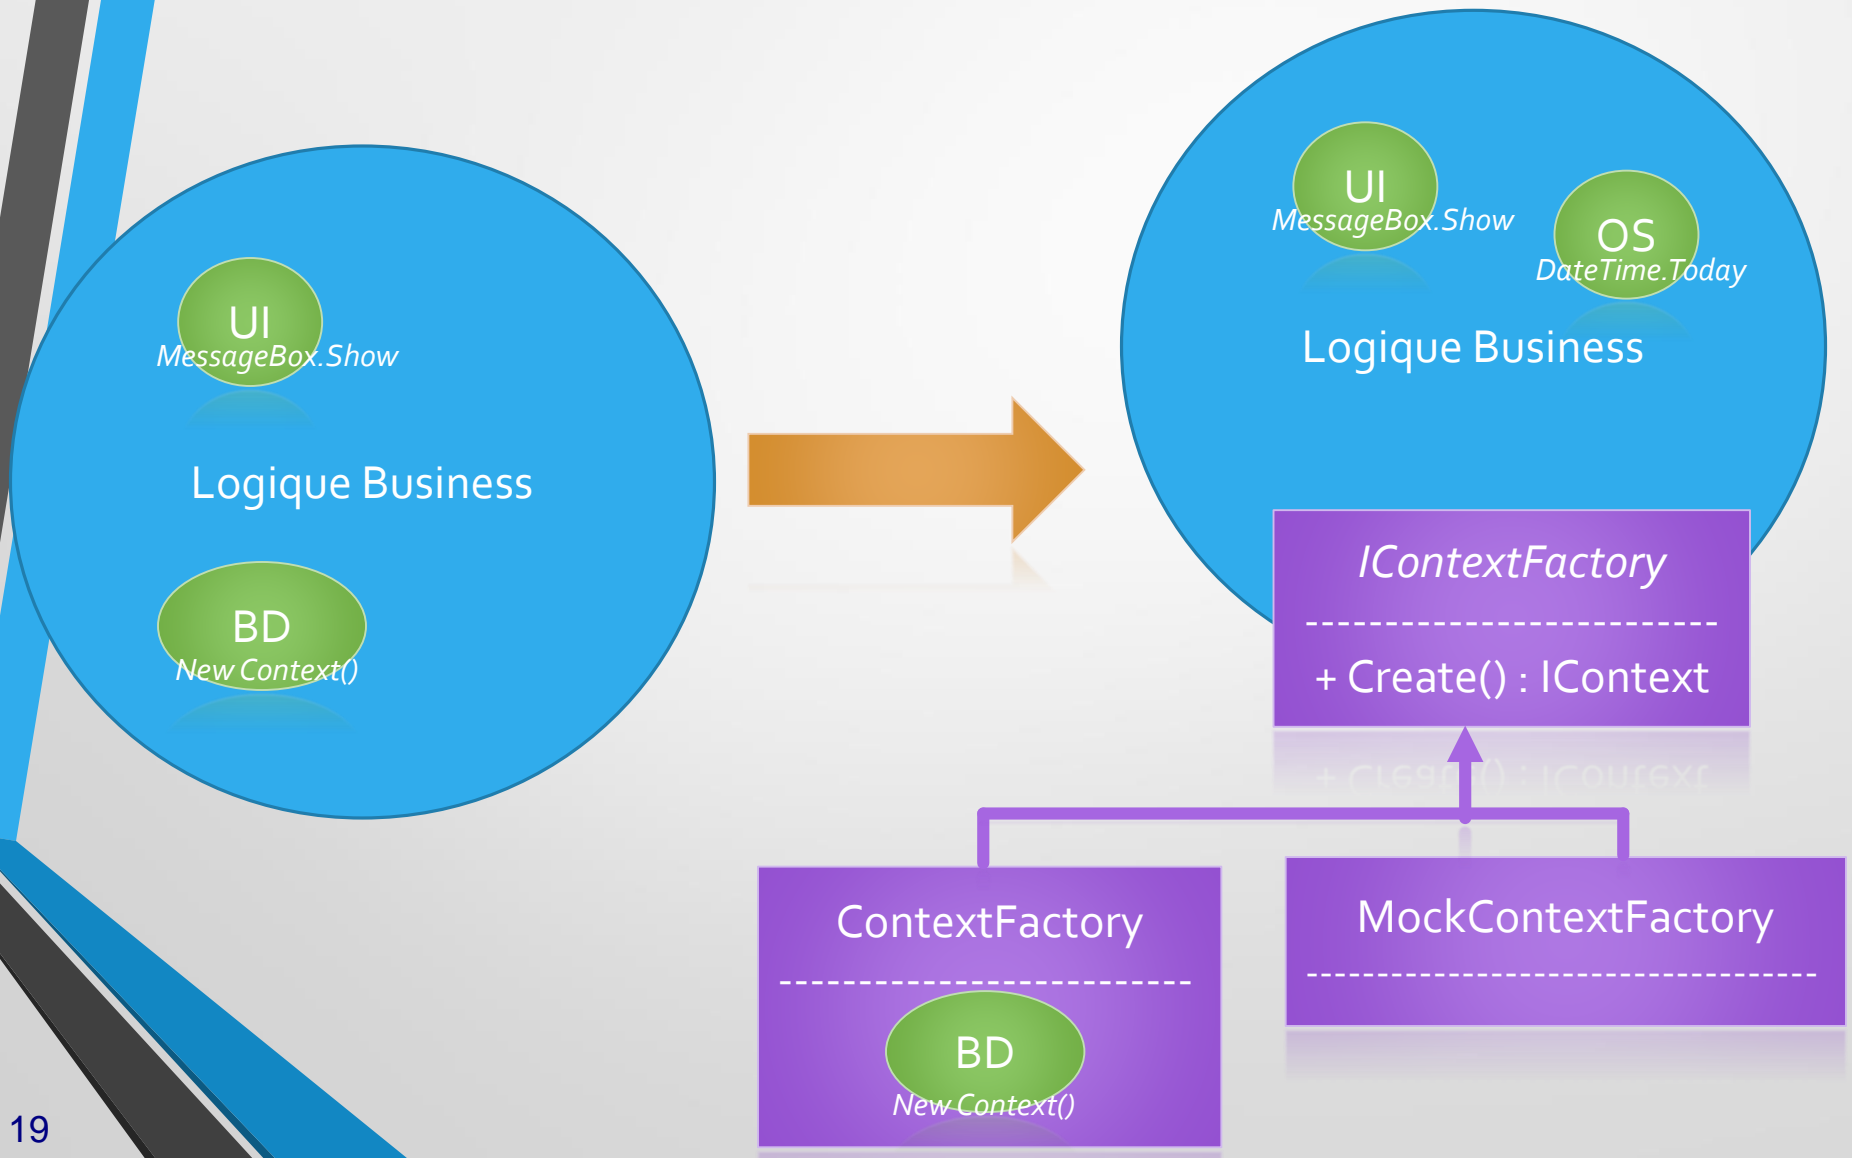 UI
MessageBox.Show
Logique Business
BD
New Context()
UI
MessageBox.Show
OS
DateTime.Today
Logique Business
IContextFactory
--------------------------
+ Create() : IContext
ContextFactory
--------------------------
BD
New Context()
MockContextFactory
--------------------------------
19